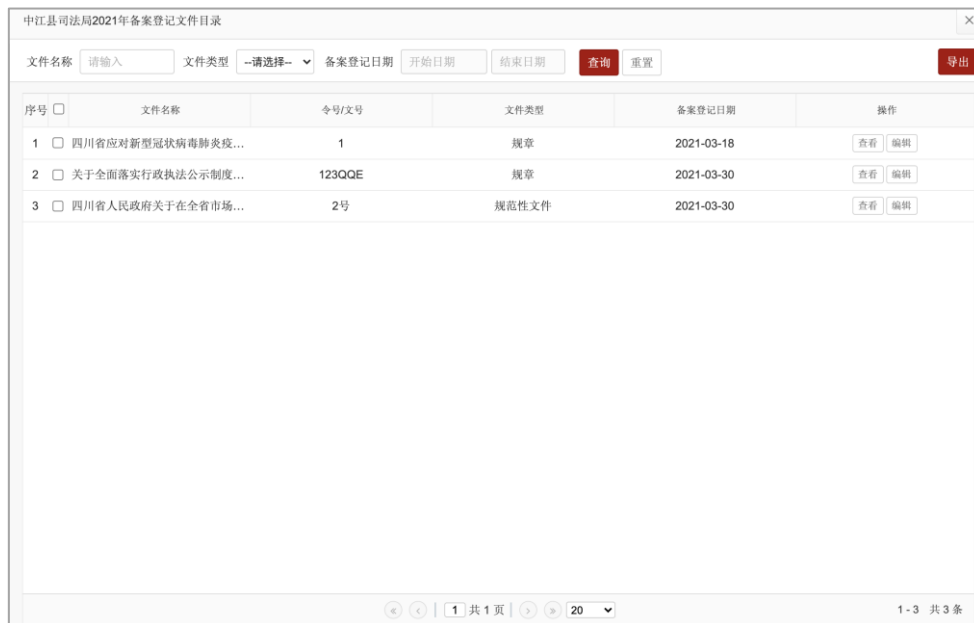 中江县司法局2021年备案登记文件目录
文件名称 请输入 文件类型 --请选择-- 备案登记日期 开始日期 结束日期 查询 重置 导出
序号 文件名称 令号/文号 文件类型 备案登记日期 操作
1 四川省应对新型冠状病毒肺炎疫... 1 规章 2021-03-18 查看 编辑
2 关于全面落实行政执法公示制度... 123QQE 规章 2021-03-30 查看 编辑
3 四川省人民政府关于在全省市场... 2号 规范性文件 2021-03-30 查看 编辑
1 共 1 页 20 1 - 3 共 3 条